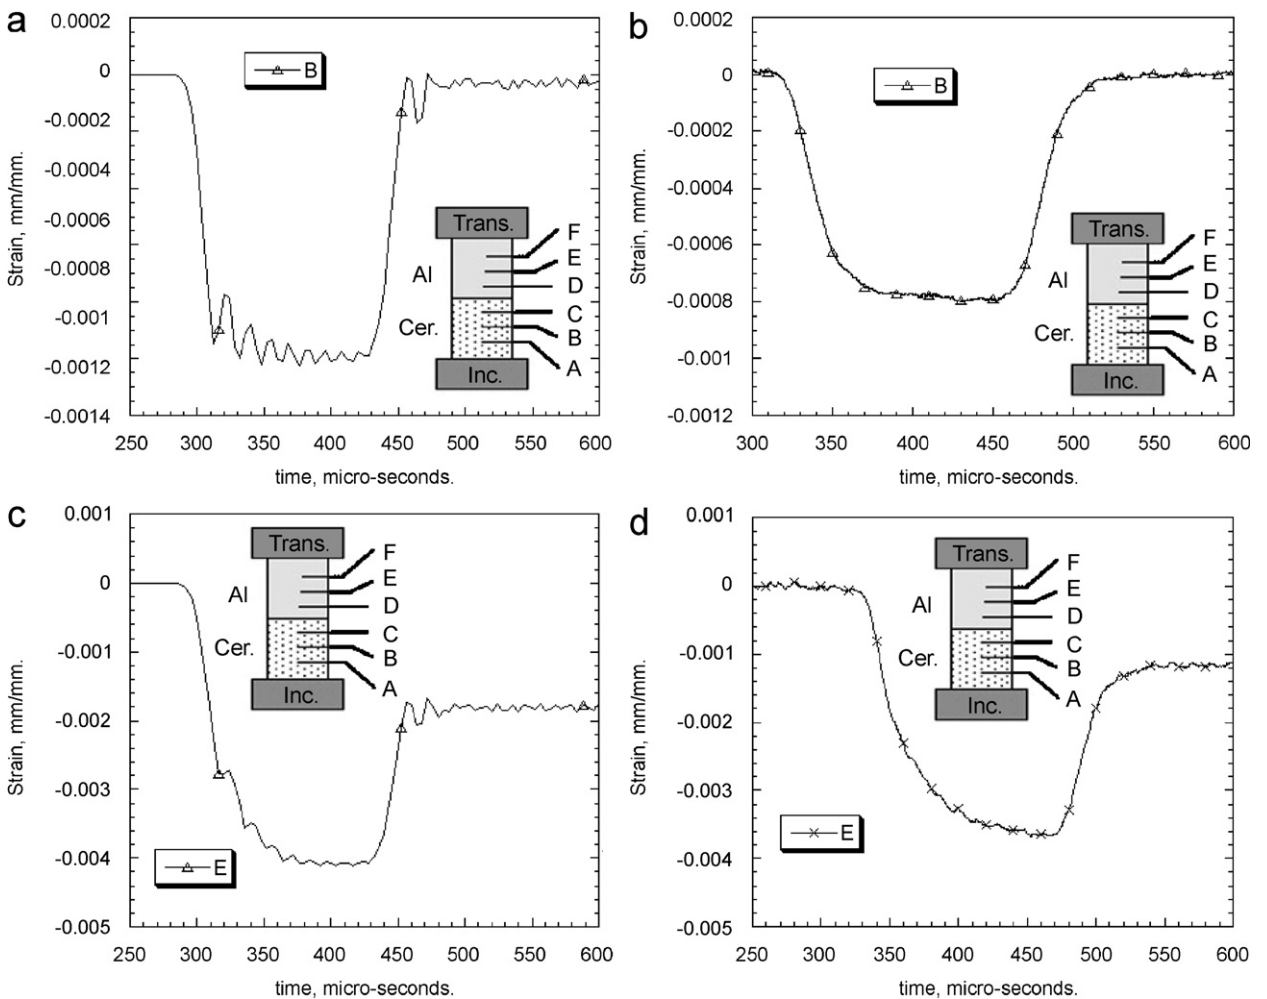 a
0.0002
0
-0.0002
-0.0004
-0.0006
-0.0008
-0.001
-0.0012
-0.0014
250 300 350 400 450 500 550 600
time, micro-seconds.
Strain, mm/mm.
B
Trans.
Al
Cer.
Inc.
F
E
D
C
B
A
b
0.0002
0
-0.0002
-0.0004
-0.0006
-0.0008
-0.001
-0.0012
300 350 400 450 500 550 600
time, micro-seconds.
Strain, mm/mm.
B
Trans.
Al
Cer.
Inc.
F
E
D
C
B
A
c
0.001
0
-0.001
-0.002
-0.003
-0.004
-0.005
250 300 350 400 450 500 550 600
time, micro-seconds.
Strain, mm/mm.
E
Trans.
Al
Cer.
Inc.
F
E
D
C
B
A
d
0.001
0
-0.001
-0.002
-0.003
-0.004
-0.005
250 300 350 400 450 500 550 600
time, micro-seconds.
Strain, mm/mm.
E
Trans.
Al
Cer.
Inc.
F
E
D
C
B
A